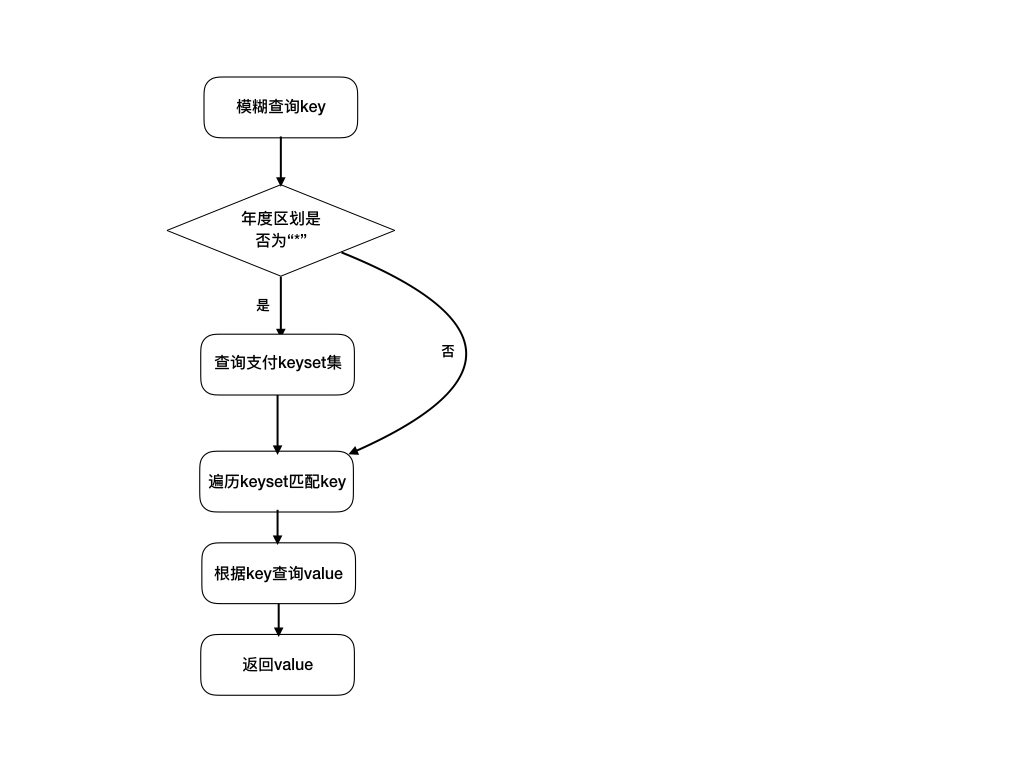 模糊查询key
年度区划是
否为“*”
是
否
查询支付keyset集
遍历keyset匹配key
根据key查询value
返回value